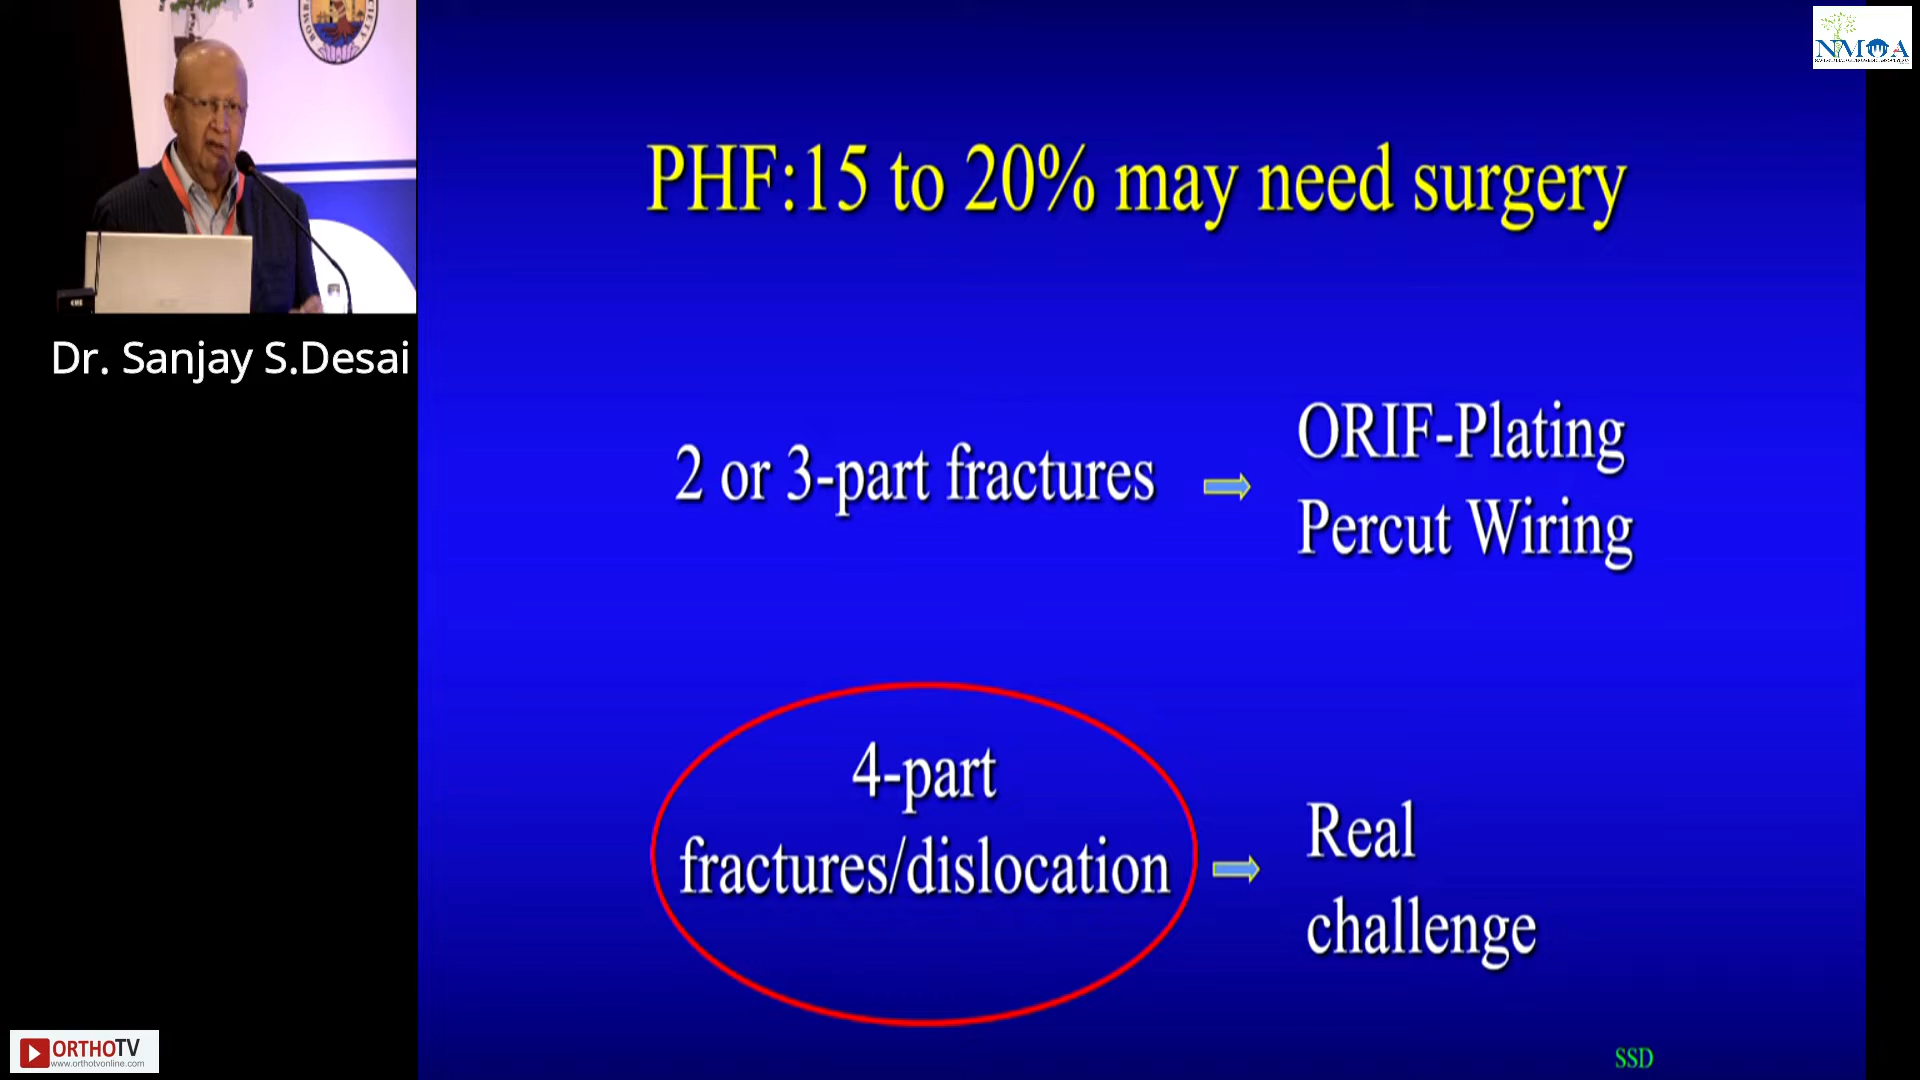 NMOA
PHF:15 to 20% may need surgery
Dr. Sanjay S.Desai
2 or 3-part fractures
ORIF-Plating
Percut Wiring
4-part
fractures/dislocation
Real
challenge
ORTHOTV
www.orthotvonline.com
SSD